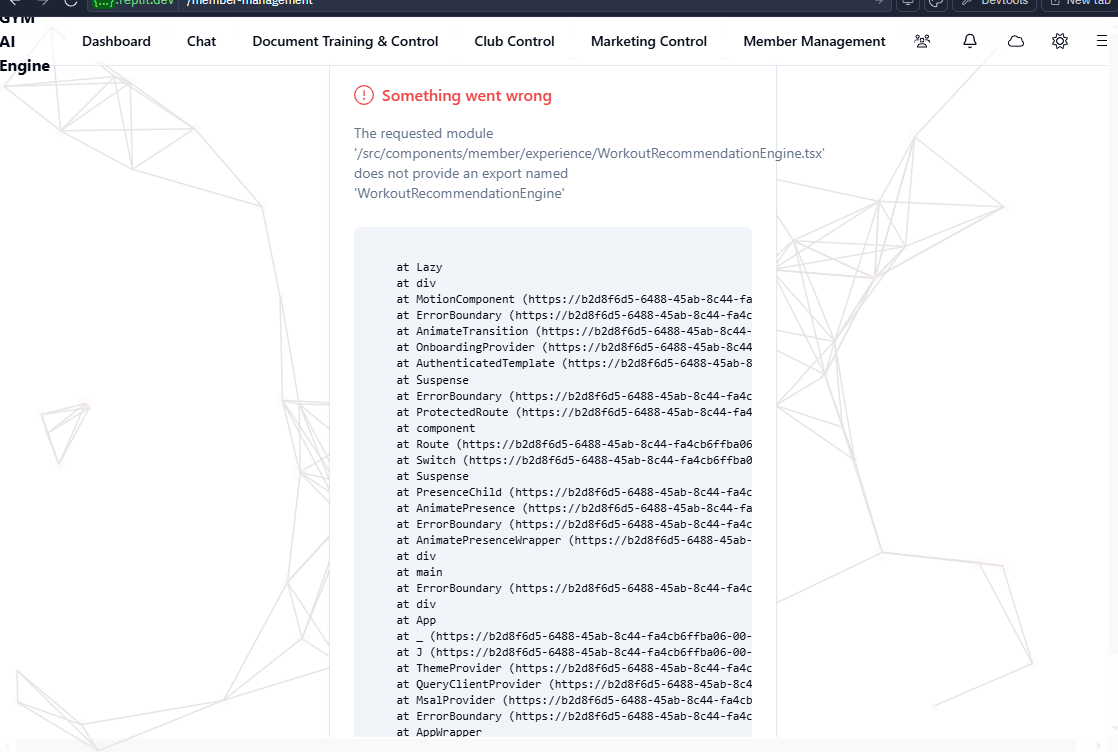 {...}.replit.dev /member-management
Devtools
New tab
GYM
AI
Engine
Dashboard
Chat
Document Training & Control
Club Control
Marketing Control
Member Management
Something went wrong
The requested module
'/src/components/member/experience/WorkoutRecommendationEngine.tsx'
does not provide an export named
'WorkoutRecommendationEngine'
at Lazy
at div
at MotionComponent (https://b2d8f6d5-6488-45ab-8c44-fa
at ErrorBoundary (https://b2d8f6d5-6488-45ab-8c44-fa4c
at AnimateTransition (https://b2d8f6d5-6488-45ab-8c44-
at OnboardingProvider (https://b2d8f6d5-6488-45ab-8c44
at AuthenticatedTemplate (https://b2d8f6d5-6488-45ab-8
at Suspense
at ErrorBoundary (https://b2d8f6d5-6488-45ab-8c44-fa4c
at ProtectedRoute (https://b2d8f6d5-6488-45ab-8c44-fa4
at component
at Route (https://b2d8f6d5-6488-45ab-8c44-fa4cb6ffba06
at Switch (https://b2d8f6d5-6488-45ab-8c44-fa4cb6ffba0
at Suspense
at PresenceChild (https://b2d8f6d5-6488-45ab-8c44-fa4c
at AnimatePresence (https://b2d8f6d5-6488-45ab-8c44-fa
at ErrorBoundary (https://b2d8f6d5-6488-45ab-8c44-fa4c
at AnimatePresenceWrapper (https://b2d8f6d5-6488-45ab-
at div
at main
at ErrorBoundary (https://b2d8f6d5-6488-45ab-8c44-fa4c
at div
at App
at _ (https://b2d8f6d5-6488-45ab-8c44-fa4cb6ffba06-00-
at J (https://b2d8f6d5-6488-45ab-8c44-fa4cb6ffba06-00-
at ThemeProvider (https://b2d8f6d5-6488-45ab-8c44-fa4c
at QueryClientProvider (https://b2d8f6d5-6488-45ab-8c4
at MsalProvider (https://b2d8f6d5-6488-45ab-8c44-fa4cb
at ErrorBoundary (https://b2d8f6d5-6488-45ab-8c44-fa4c
at AppWrapper